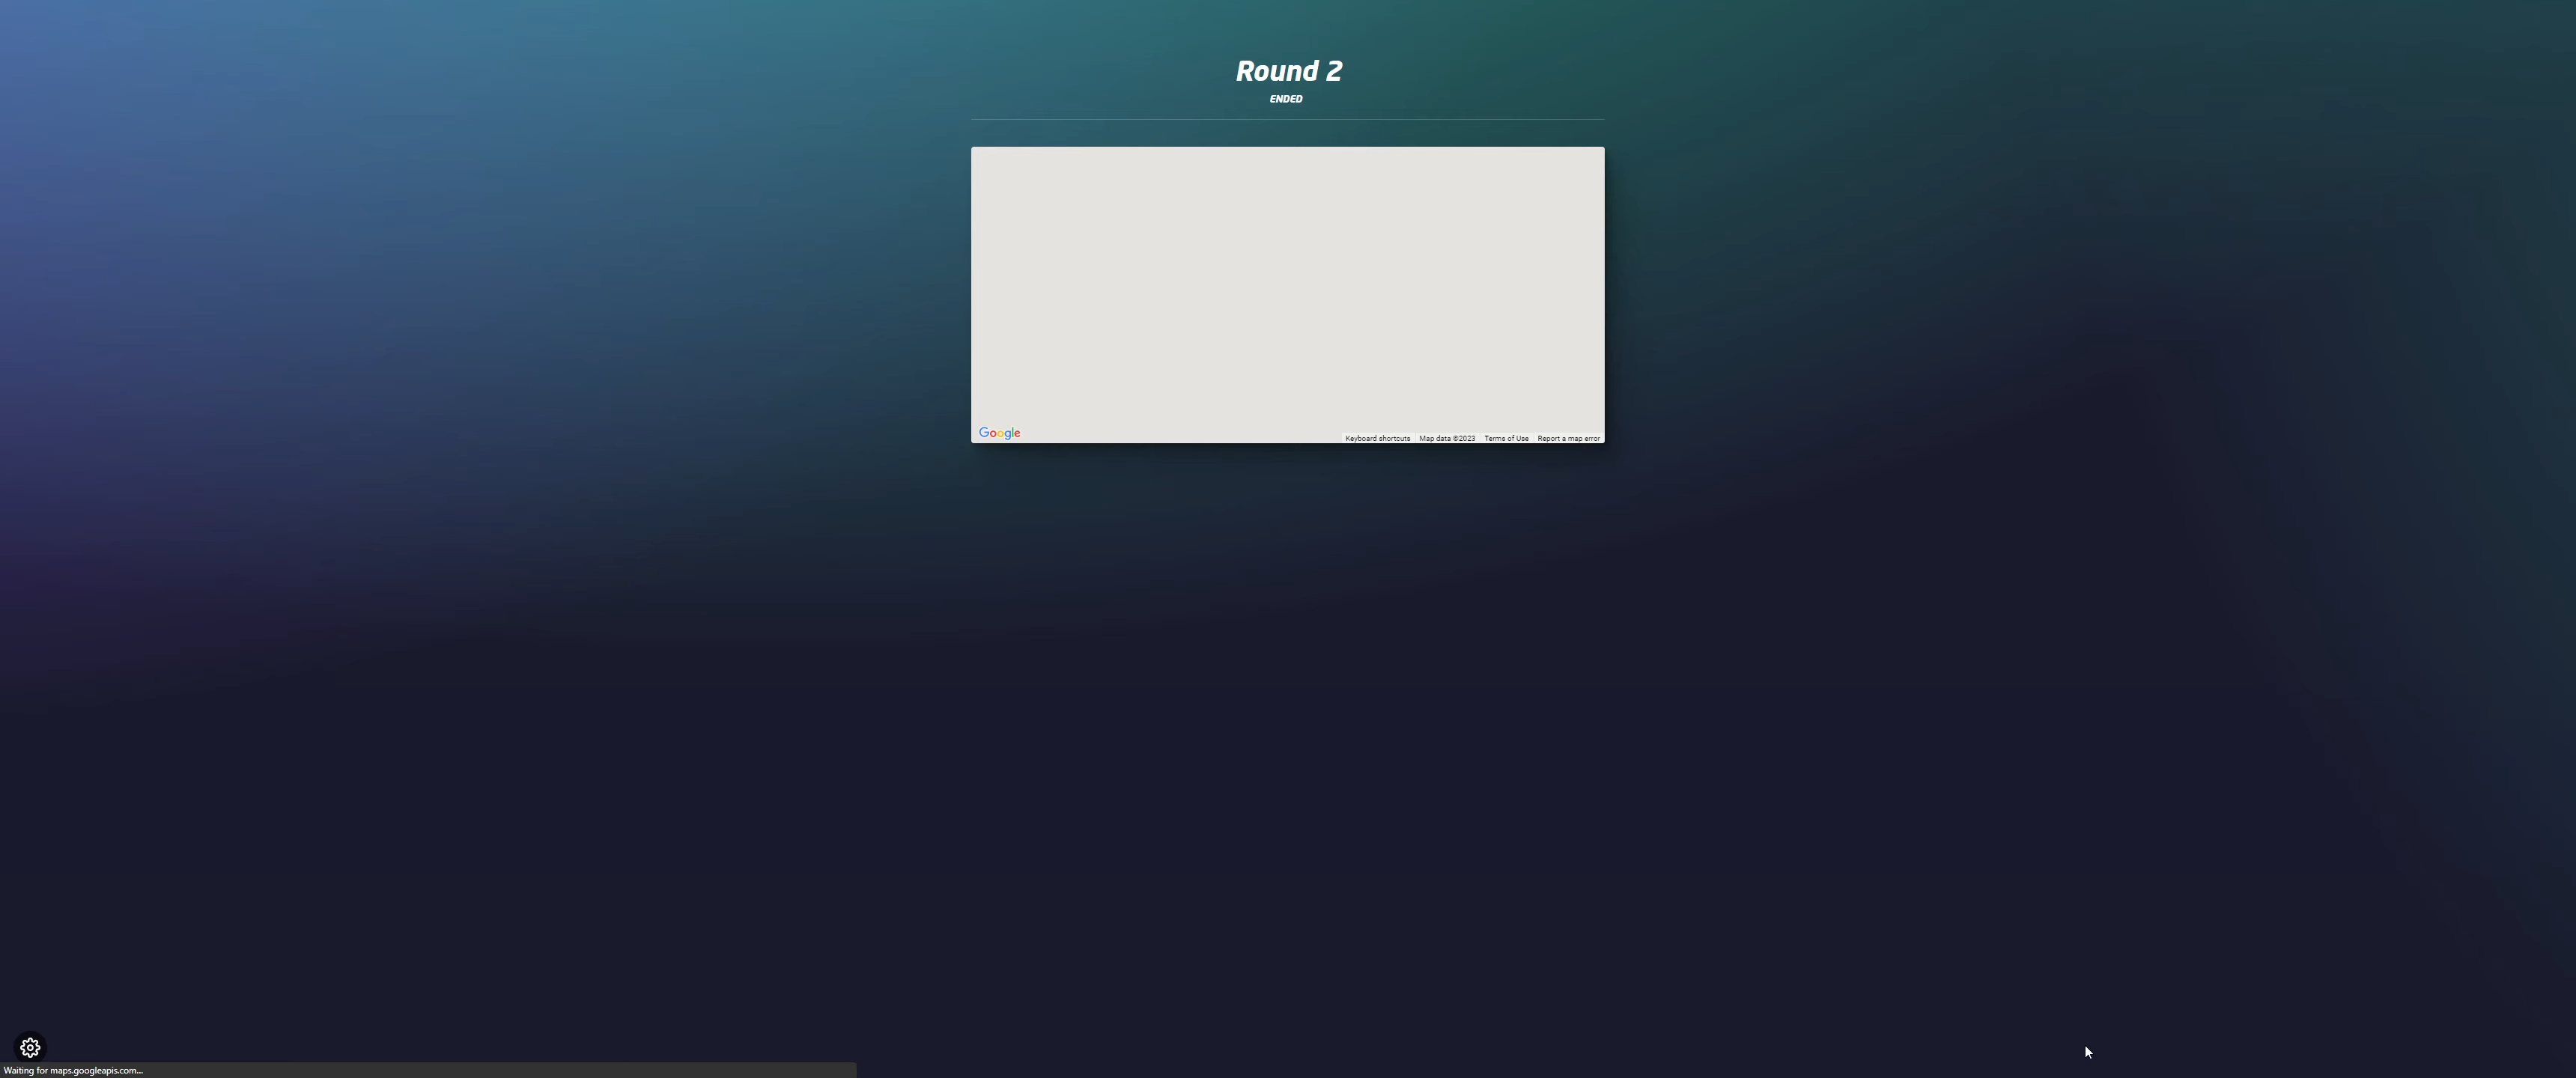 Round 2
ENDED
Google
Keyboard shortcuts Map data ©2023 Terms of Use Report a map error
Waiting for maps.googleapis.com...